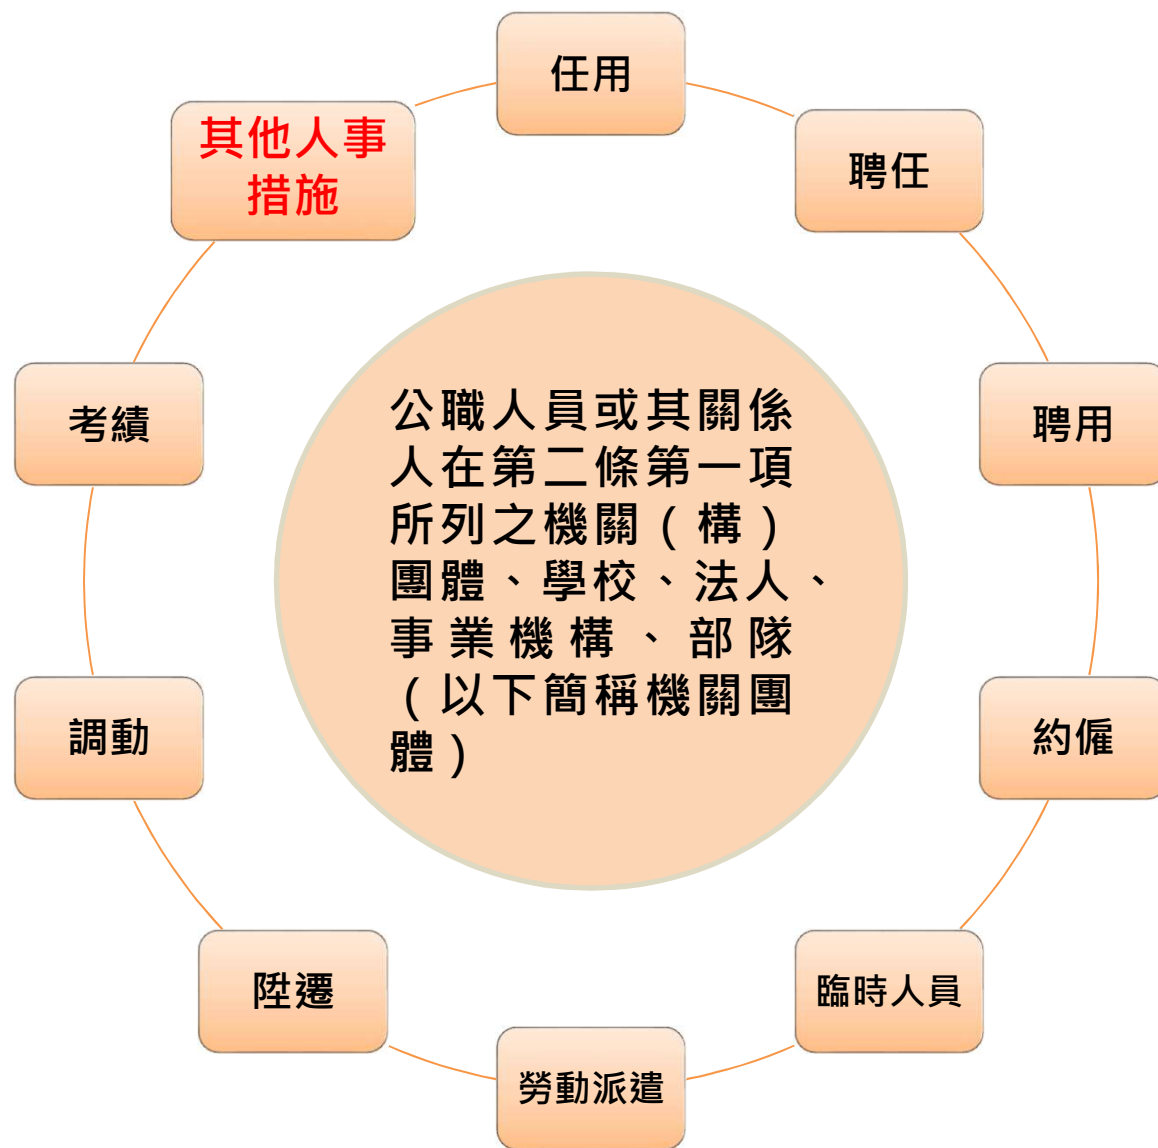 任用
聘任
聘用
約僱
臨時人員
勞動派遣
陞遷
調動
考績
其他人事
措施
公職人員或其關係
人在第二條第一項
所列之機關（構）
團體、學校、法人、
事業機構、部隊
（以下簡稱機關團
體）